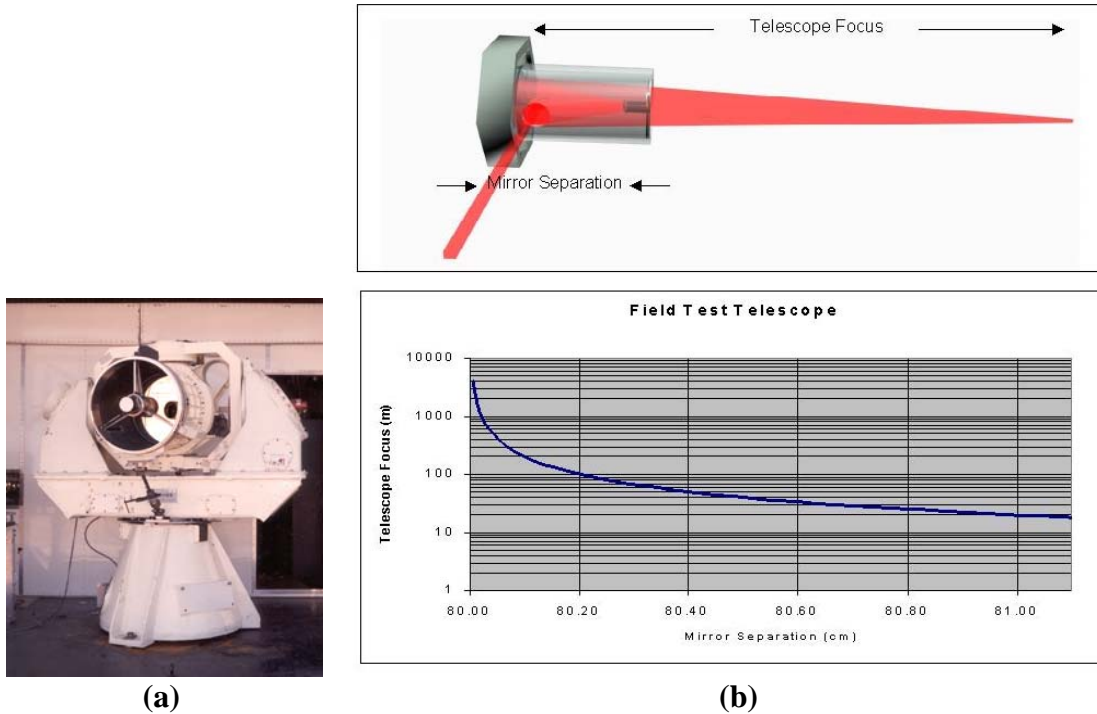 Telescope Focus
Mirror Separation
Field Test Telescope
Telescope Focus (m)
10000
1000
100
10
1
80.00 80.20 80.40 80.60 80.80 81.00
Mirror Separation (cm)
(a) (b)